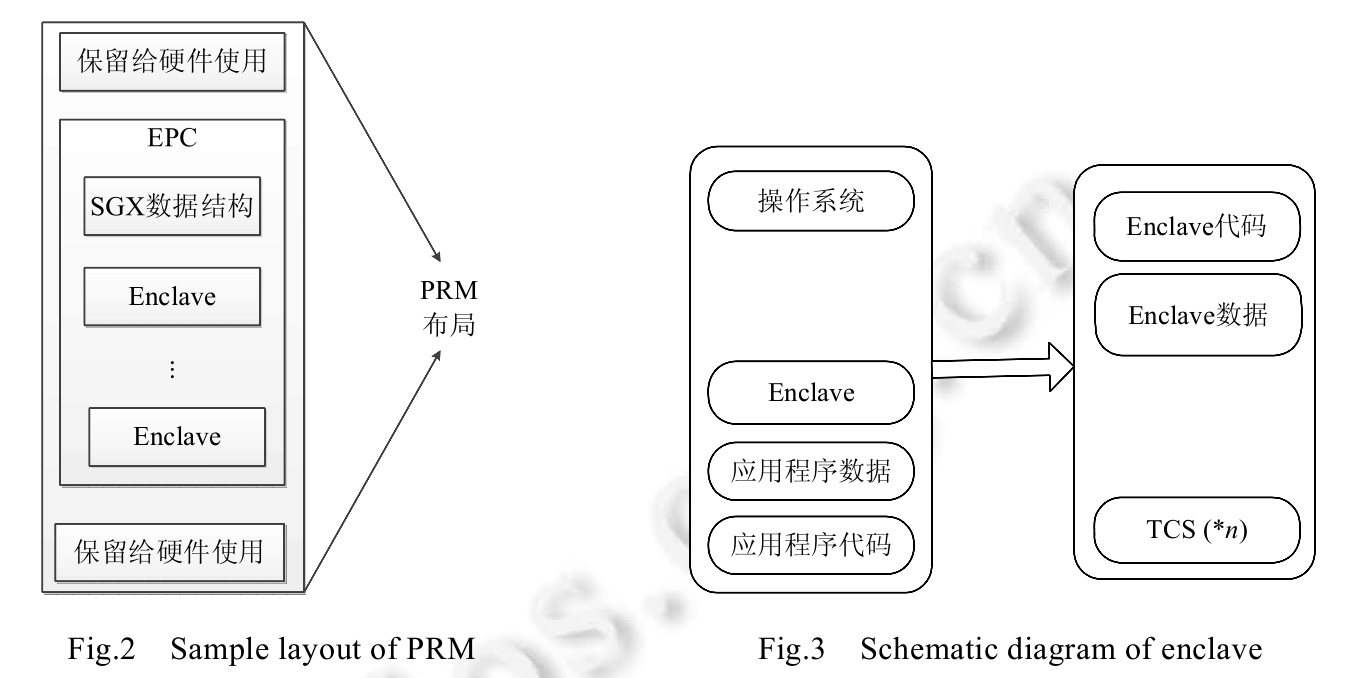 保留给硬件使用
EPC
SGX数据结构
Enclave
⋮
Enclave
保留给硬件使用
PRM
布局
Fig.2 Sample layout of PRM
操作系统
Enclave
应用程序数据
应用程序代码
Enclave代码
Enclave数据
TCS (*n)
Fig.3 Schematic diagram of enclave